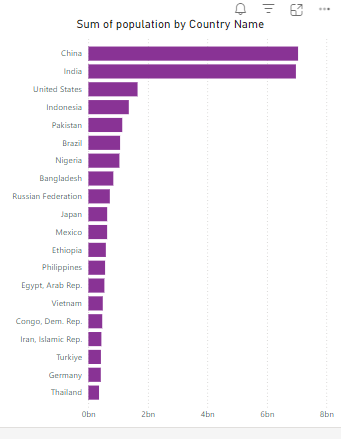 Sum of population by Country Name
China
India
United States
Indonesia
Pakistan
Brazil
Nigeria
Bangladesh
Russian Federation
Japan
Mexico
Ethiopia
Philippines
Egypt, Arab Rep.
Vietnam
Congo, Dem. Rep.
Iran, Islamic Rep.
Turkiye
Germany
Thailand
0bn 2bn 4bn 6bn 8bn